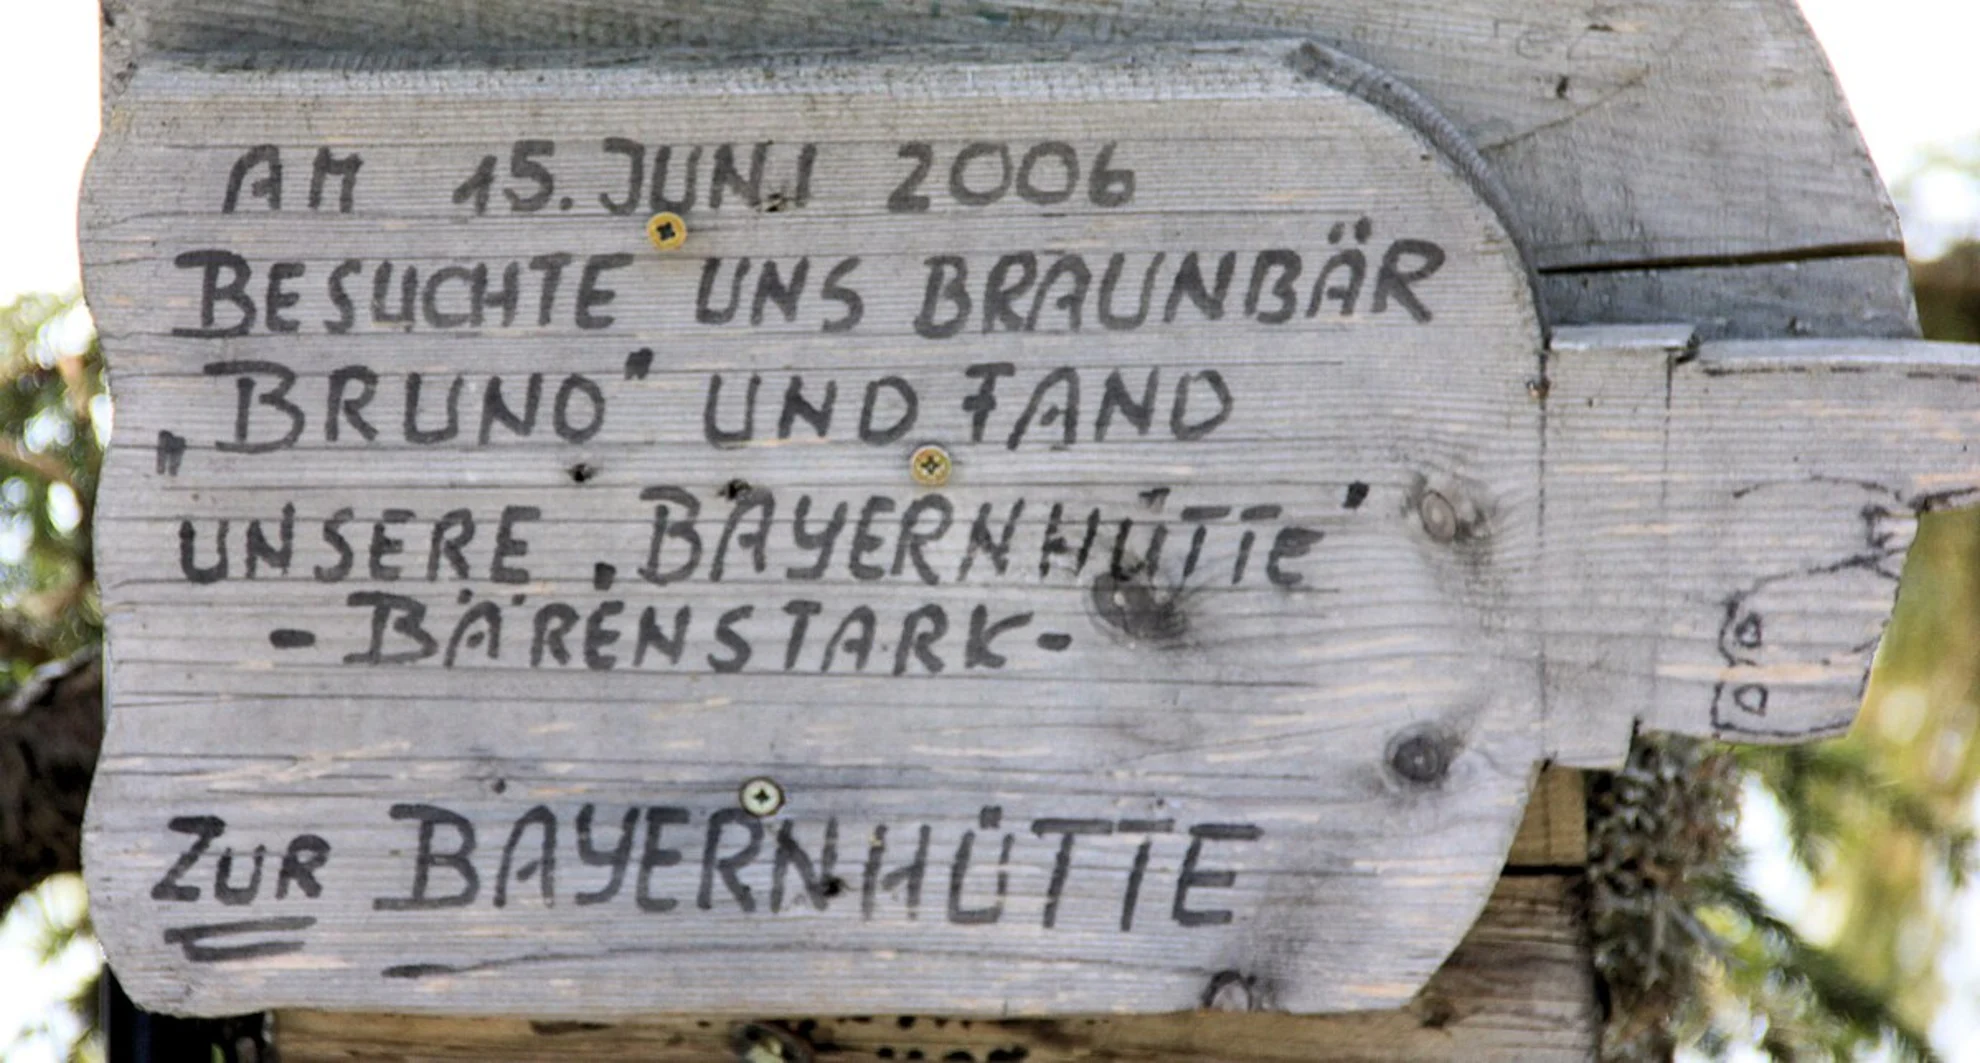 AM 15. JUNI 2006
BESUCHTE UNS BRAUNBÄR
„BRUNO" UND FAND
UNSERE „BAYERNHÜTTE"
- BÄRENSTARK -
ZUR BAYERNHÜTTE